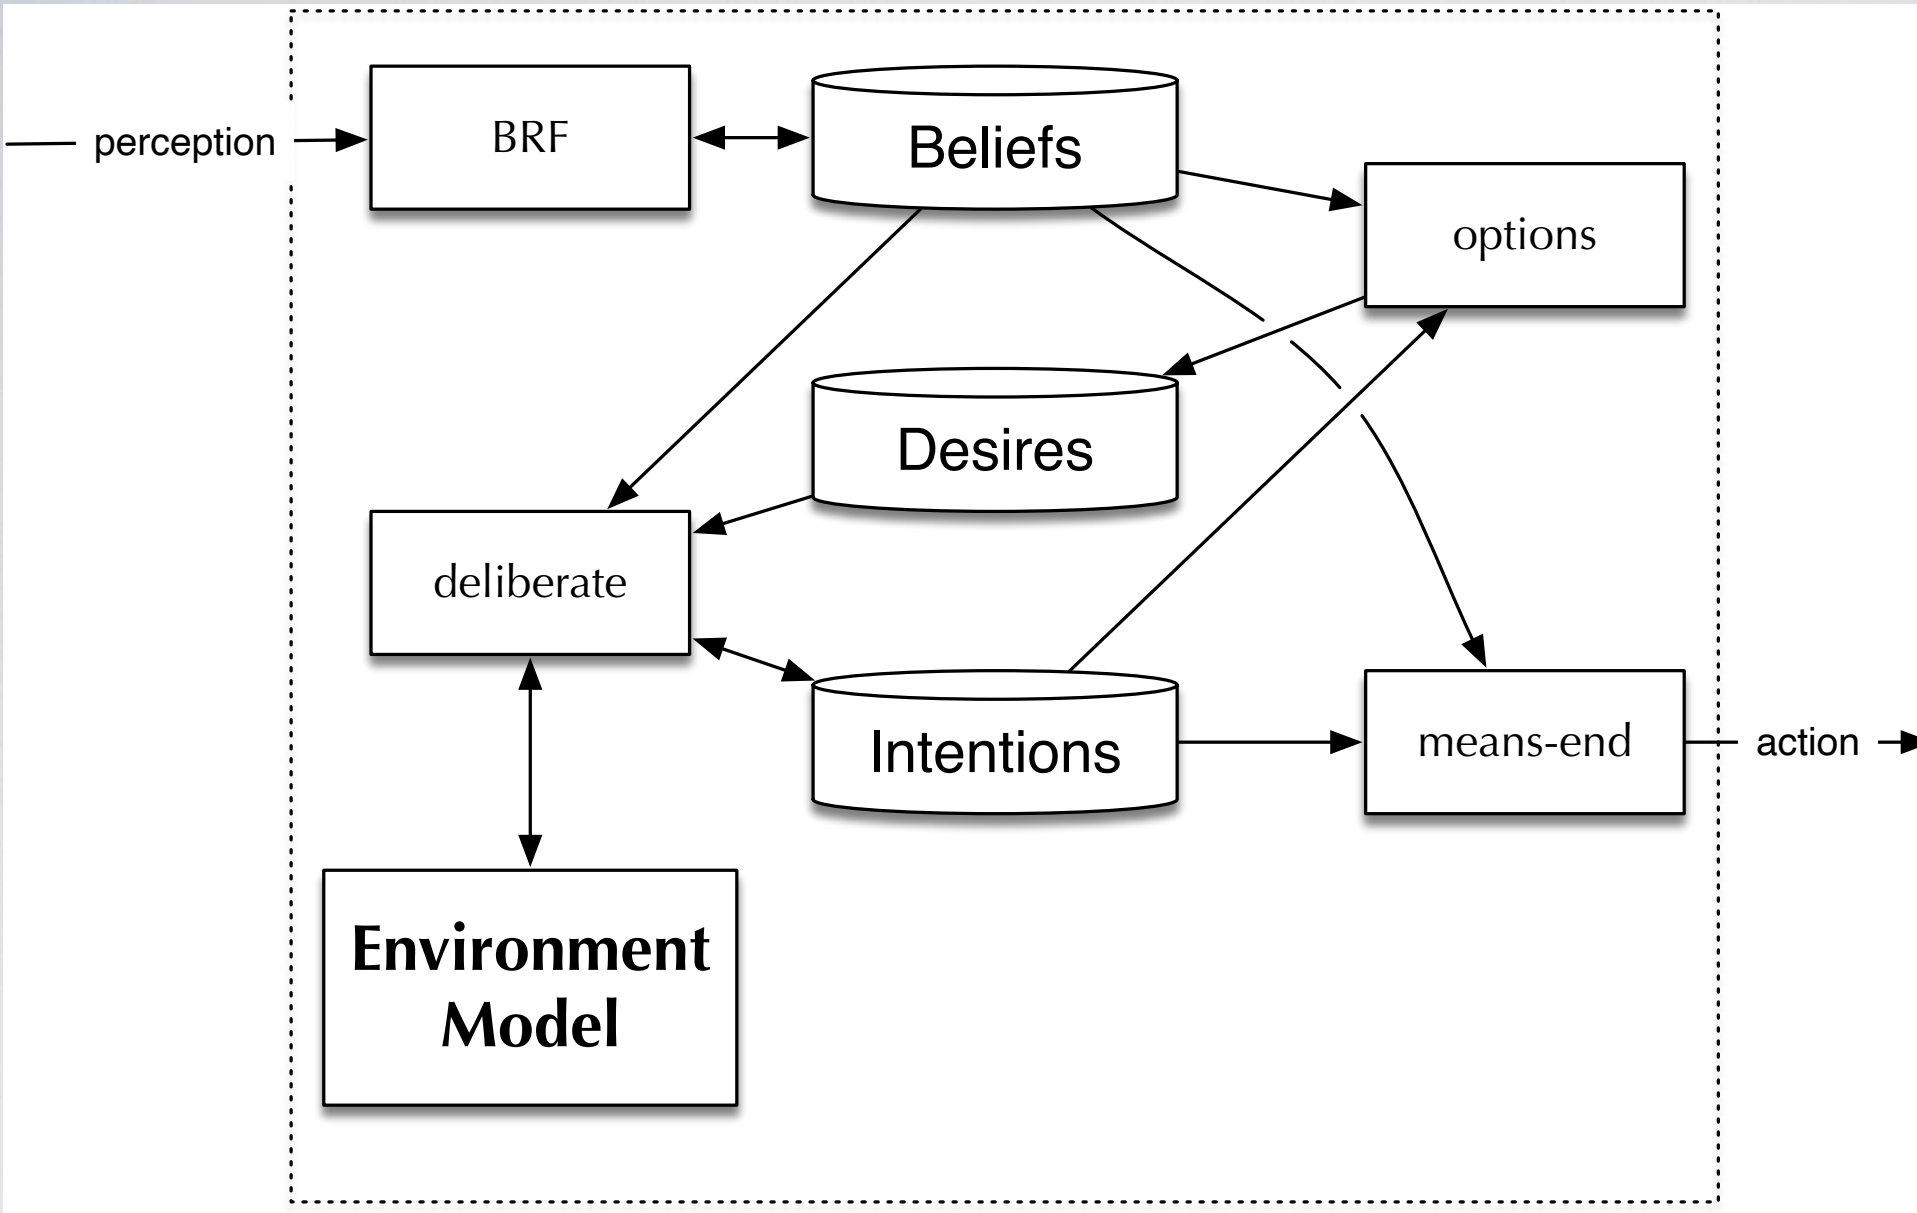 perception
BRF
Beliefs
options
Desires
deliberate
Intentions
means-end
action
Environment
Model